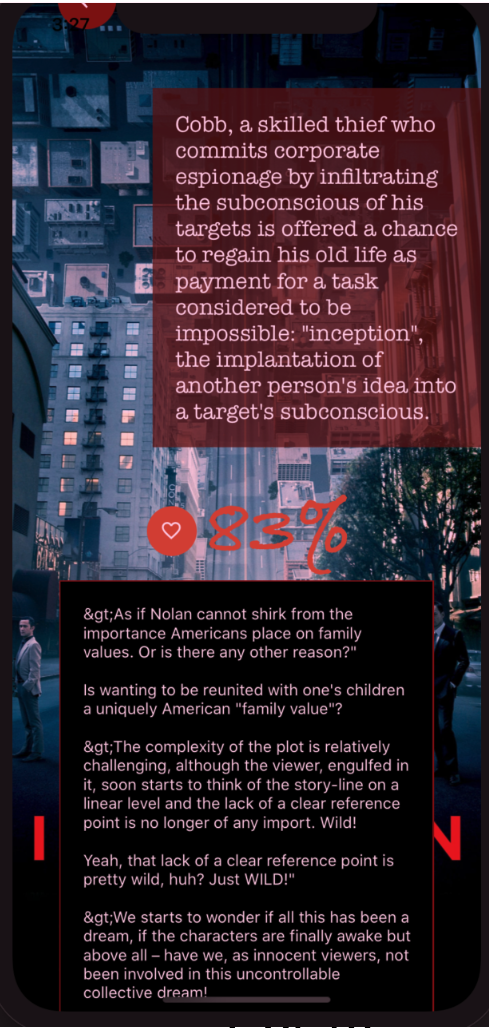 3:27
Cobb, a skilled thief who
commits corporate
espionage by infiltrating
the subconscious of his
targets is offered a chance
to regain his old life as
payment for a task
considered to be
impossible: "inception",
the implantation of
another person's idea into
a target's subconscious.
83%
&gt;As if Nolan cannot shirk from the
importance Americans place on family
values. Or is there any other reason?"
Is wanting to be reunited with one's children
a uniquely American "family value"?
&gt;The complexity of the plot is relatively
challenging, although the viewer, engulfed in
it, soon starts to think of the story-line on a
linear level and the lack of a clear reference
point is no longer of any import. Wild!
Yeah, that lack of a clear reference point is
pretty wild, huh? Just WILD!"
&gt;We starts to wonder if all this has been a
dream, if the characters are finally awake but
above all – have we, as innocent viewers, not
been involved in this uncontrollable
collective dream!
I N